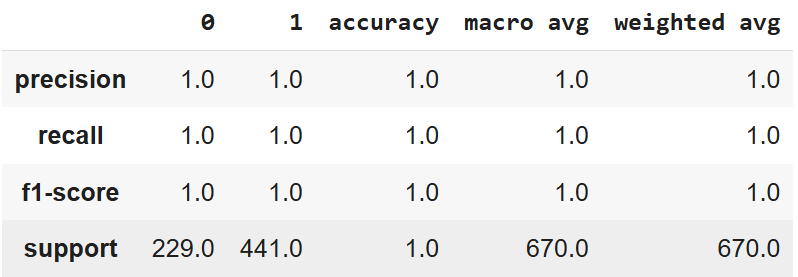 0 1 accuracy macro avg weighted avg
precision 1.0 1.0 1.0 1.0 1.0
recall 1.0 1.0 1.0 1.0 1.0
f1-score 1.0 1.0 1.0 1.0 1.0
support 229.0 441.0 1.0 670.0 670.0